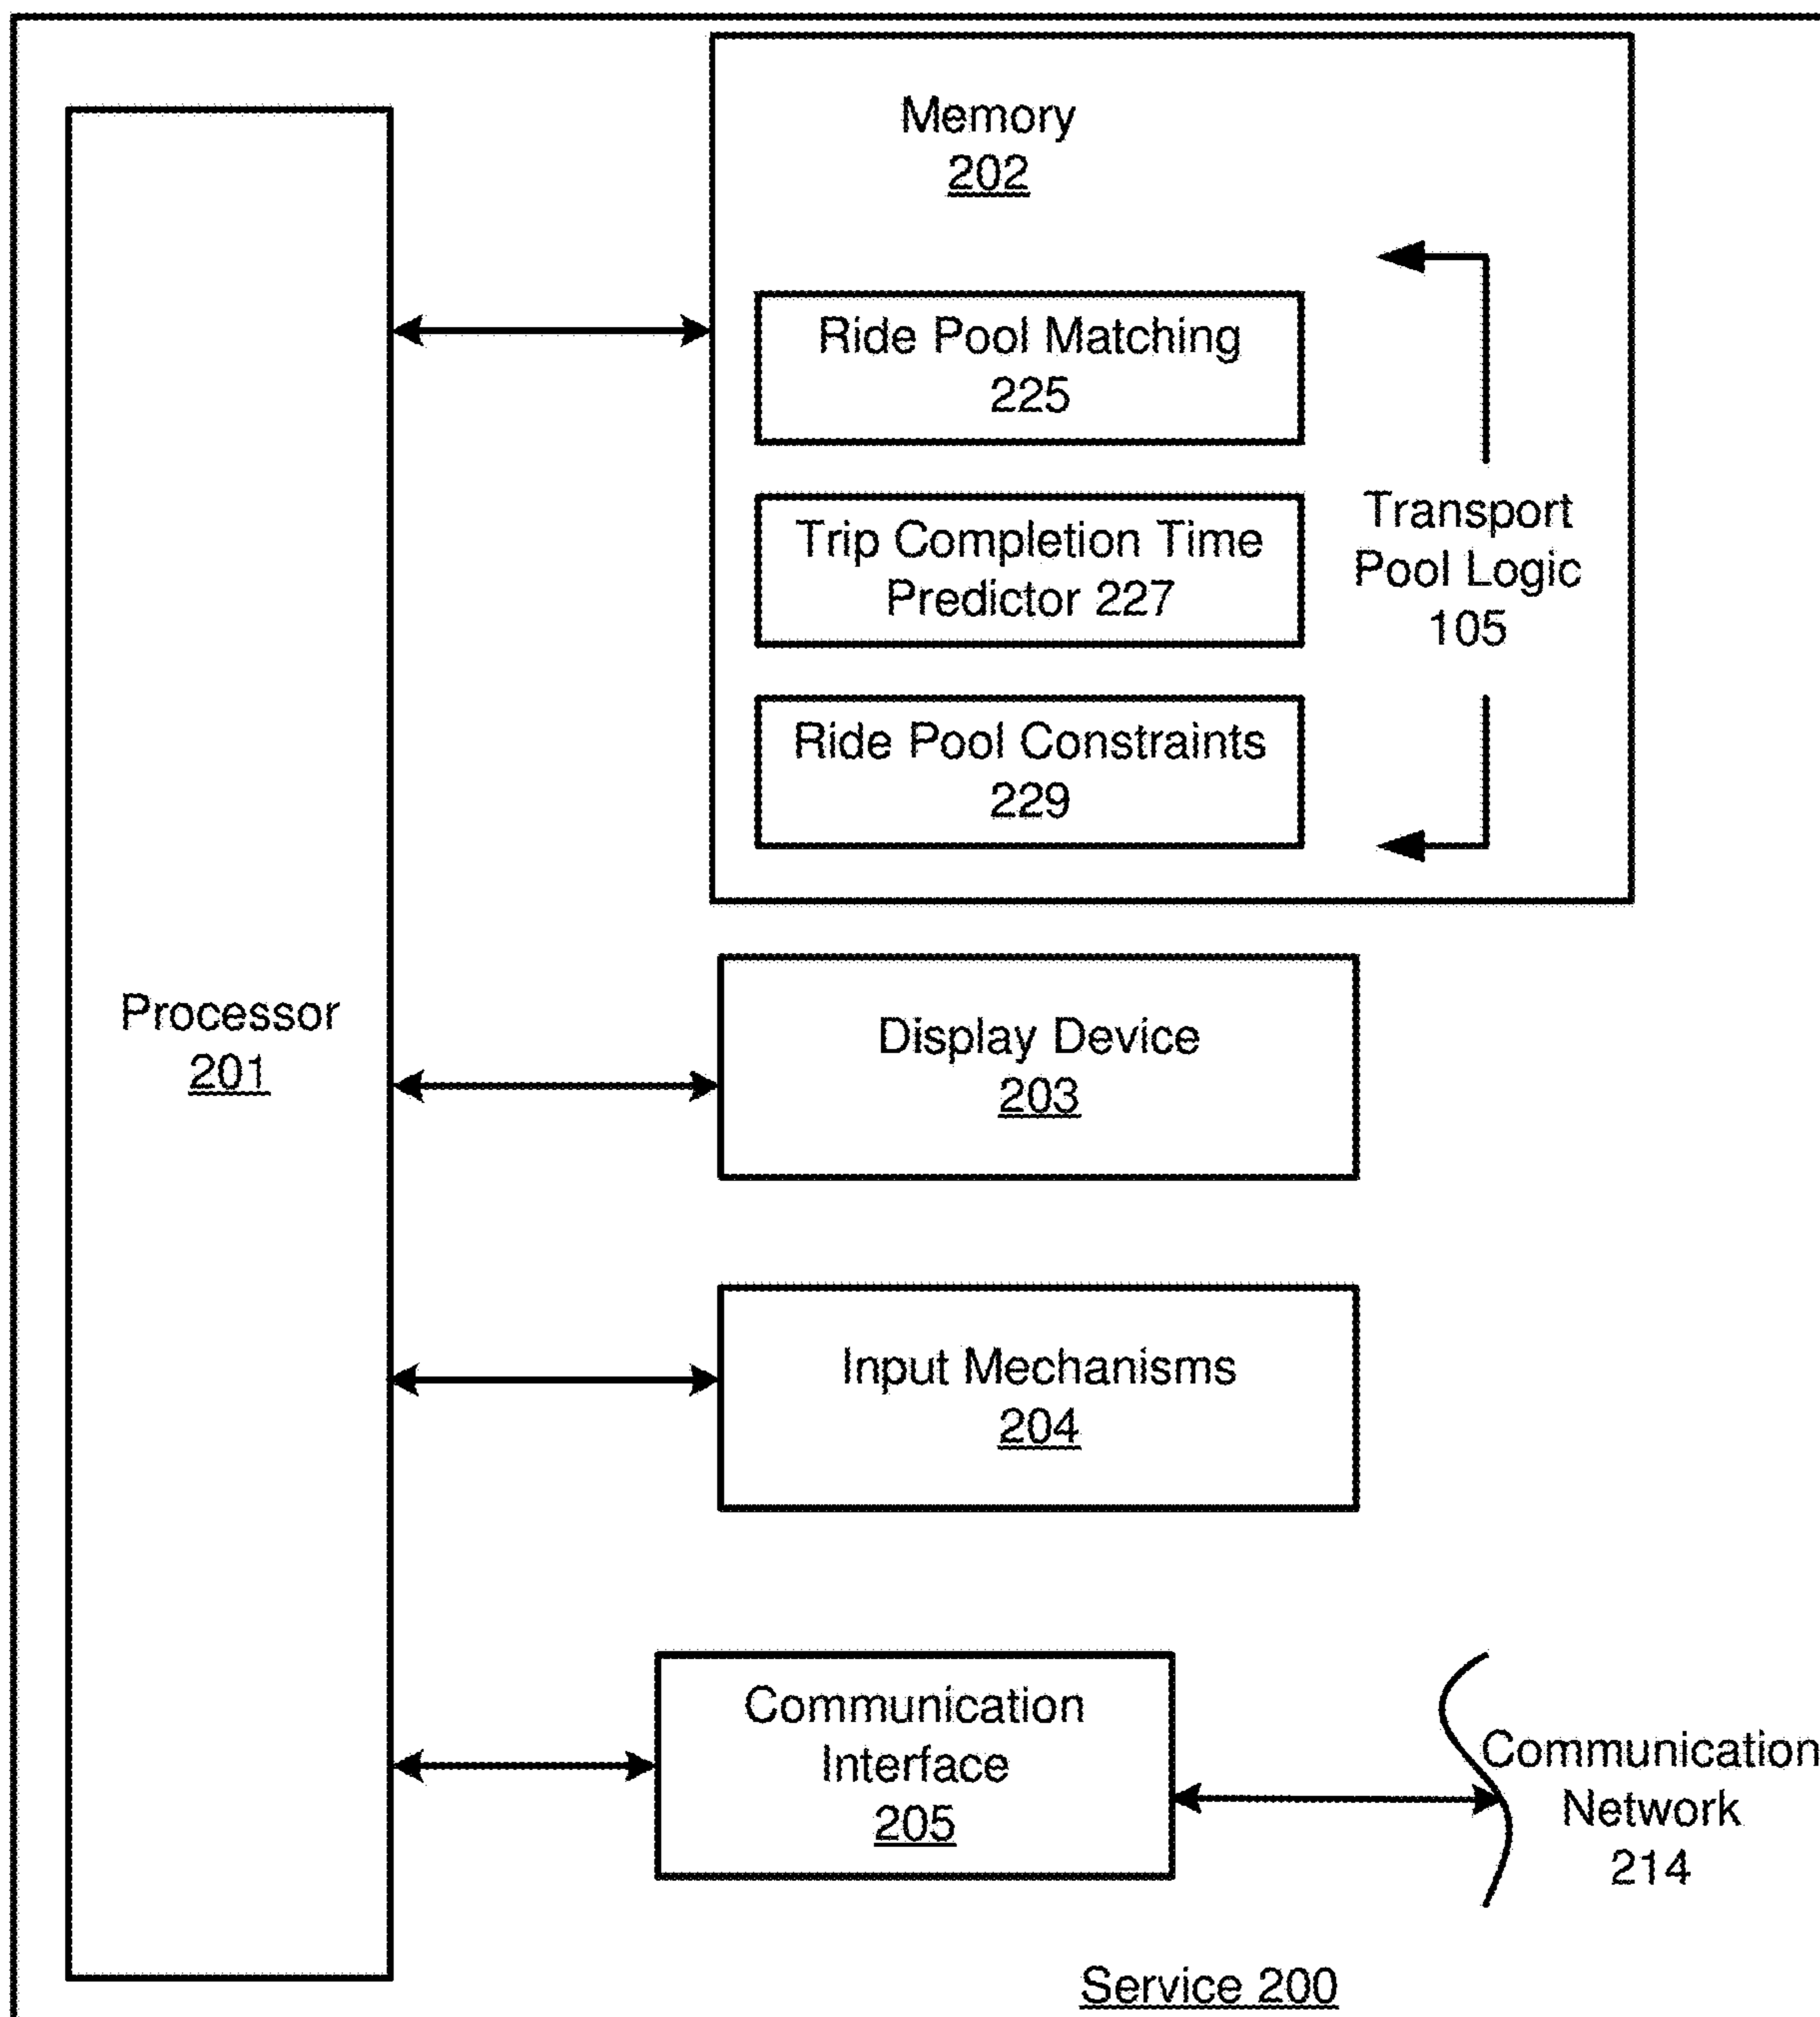 Memory
202
Ride Pool Matching
225
Trip Completion Time
Predictor 227
Ride Pool Constraints
229
Transport
Pool Logic
105
Processor
201
Display Device
203
Input Mechanisms
204
Communication
Interface
205
Communication
Network
214
Service 200